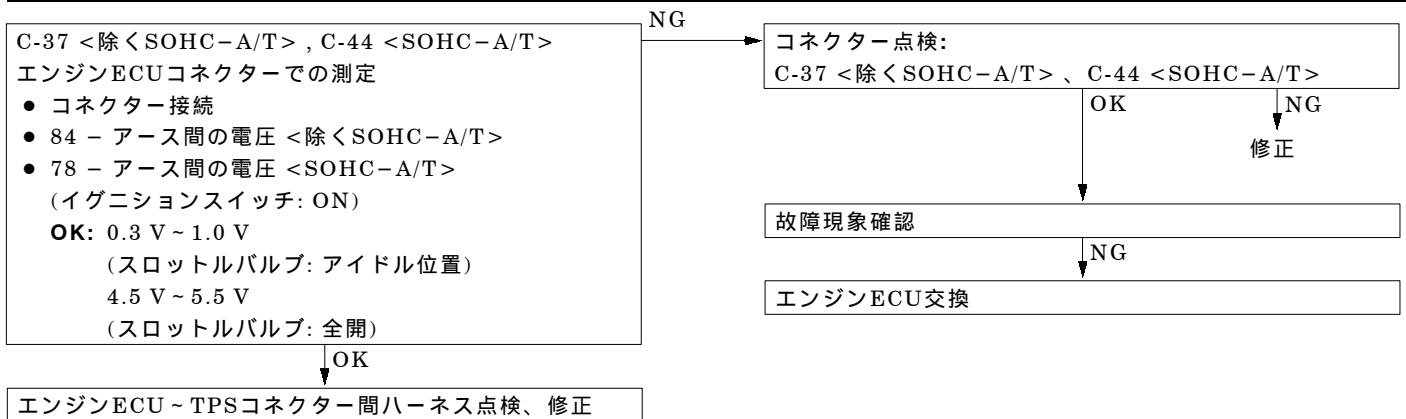 C-37 <除くSOHC−A/T> , C-44 <SOHC−A/T>
エンジンECUコネクターでの測定
● コネクター接続
● 84 − アース間の電圧 <除くSOHC−A/T>
● 78 − アース間の電圧 <SOHC−A/T>
(イグニションスイッチ: ON)
OK: 0.3 V ~ 1.0 V
(スロットルバルブ: アイドル位置)
4.5 V ~ 5.5 V
(スロットルバルブ: 全開)
NG
コネクター点検:
C-37 <除くSOHC−A/T> 、C-44 <SOHC−A/T>
OK
NG
修正
故障現象確認
NG
エンジンECU交換
OK
エンジンECU ~ TPSコネクター間ハーネス点検、修正